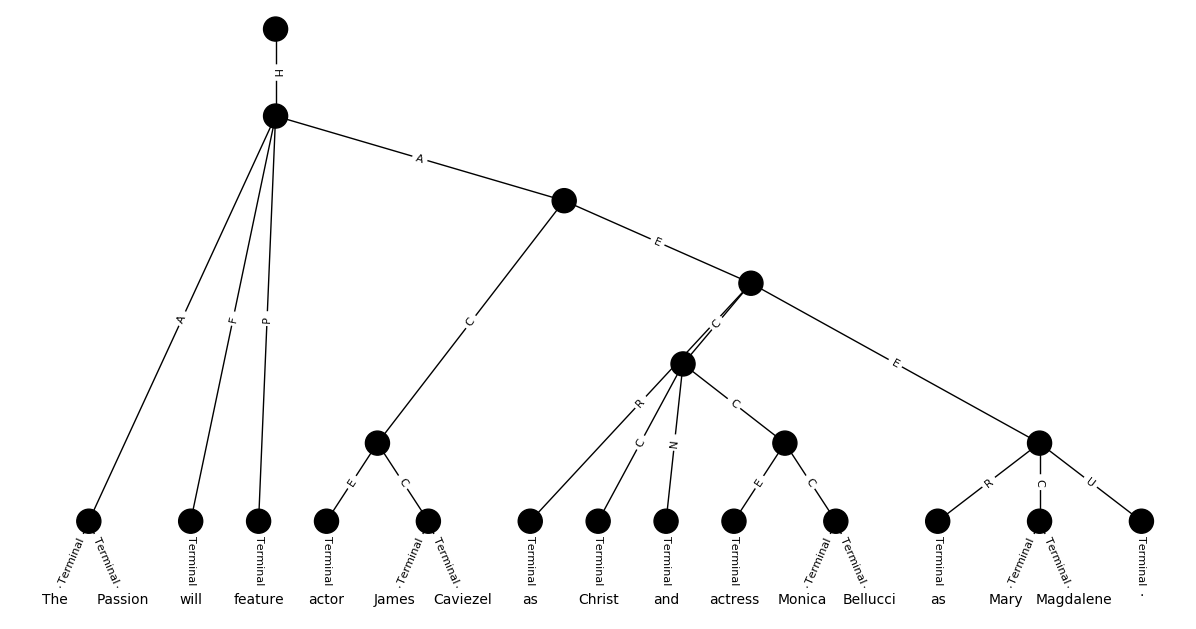 H
A
A F P
E
C
C E
R C N C
E C E C R C U
Terminal Terminal Terminal Terminal Terminal Terminal Terminal Terminal Terminal Terminal Terminal Terminal Terminal Terminal Terminal Terminal Terminal
The Passion will feature actor James Caviezel as Christ and actress Monica Bellucci as Mary Magdalene .